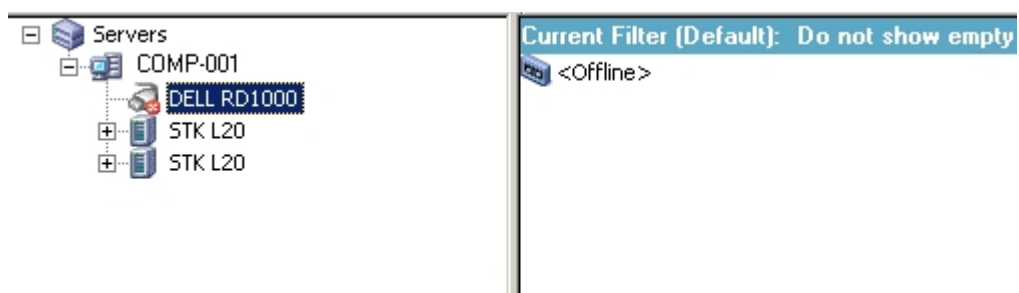 Servers
COMP-001
DELL RD1000
STK L20
STK L20
Current Filter (Default): Do not show empty
<Offline>